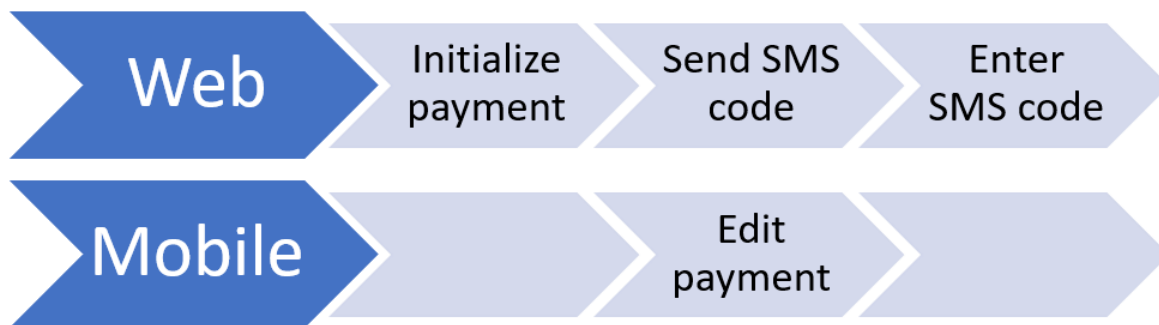 Web
Initialize
payment
Send SMS
code
Enter
SMS code
Mobile
Edit
payment